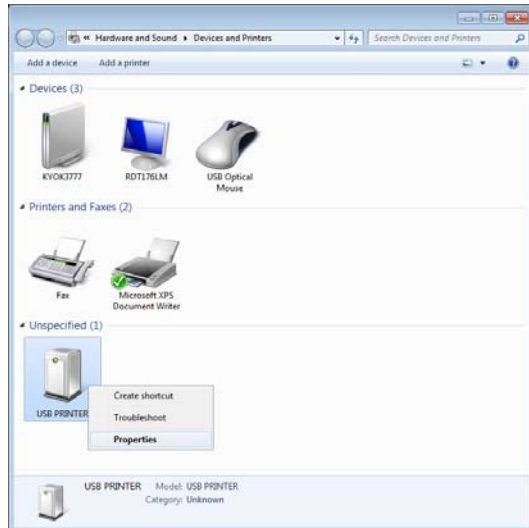 « Hardware and Sound ▸ Devices and Printers
Search Devices and Printers
Add a device Add a printer
Devices (3)
KYOK3777 RDT176LM USB Optical
Mouse
Printers and Faxes (2)
Fax Microsoft XPS
Document Writer
Unspecified (1)
USB PRINTER
Create shortcut
Troubleshoot
Properties
USB PRINTER Model: USB PRINTER
Category: Unknown